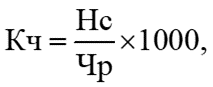 Кч = Нс/Чр × 1000,